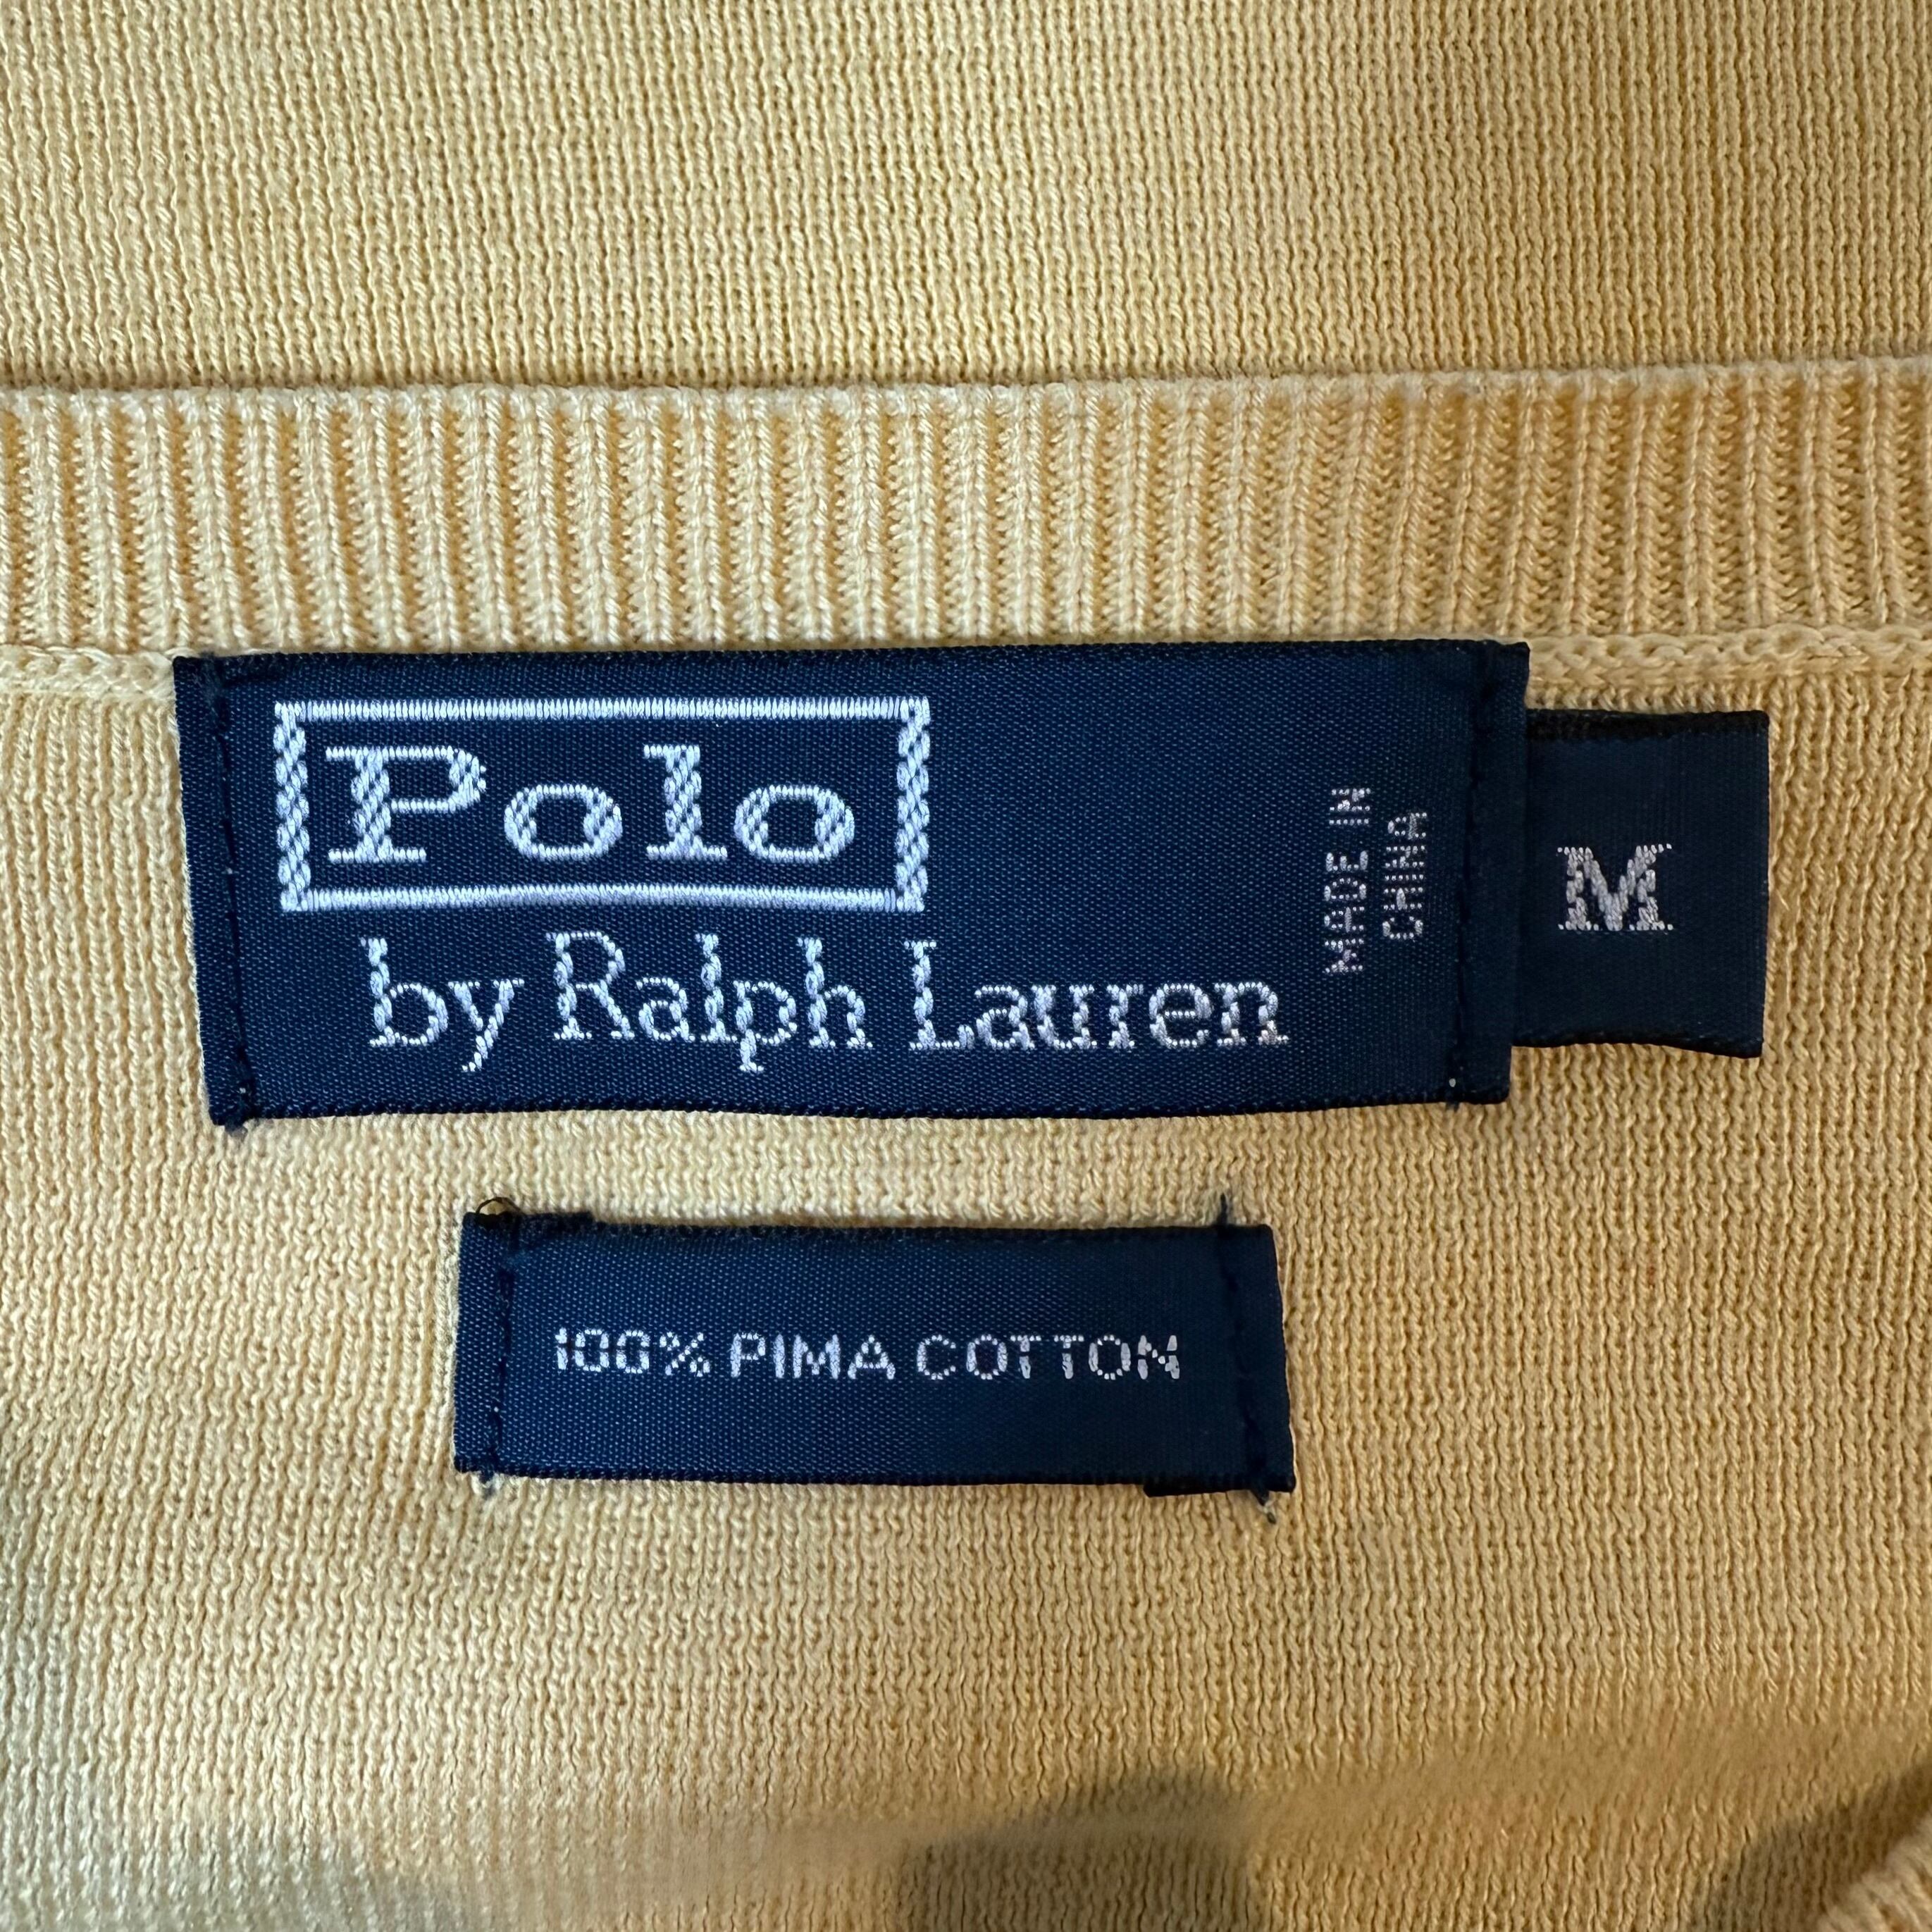 Polo
by Ralph Lauren
MADE IN
CHINA
M
100% PIMA COTTON